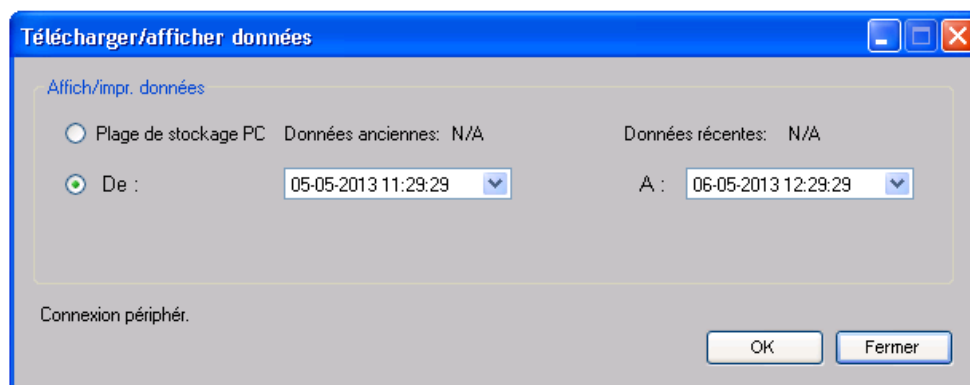 Télécharger/afficher données
Affich/impr. données
Plage de stockage PC Données anciennes: N/A Données récentes: N/A
De : 05-05-2013 11:29:29 A : 06-05-2013 12:29:29
Connexion périphér.
OK Fermer